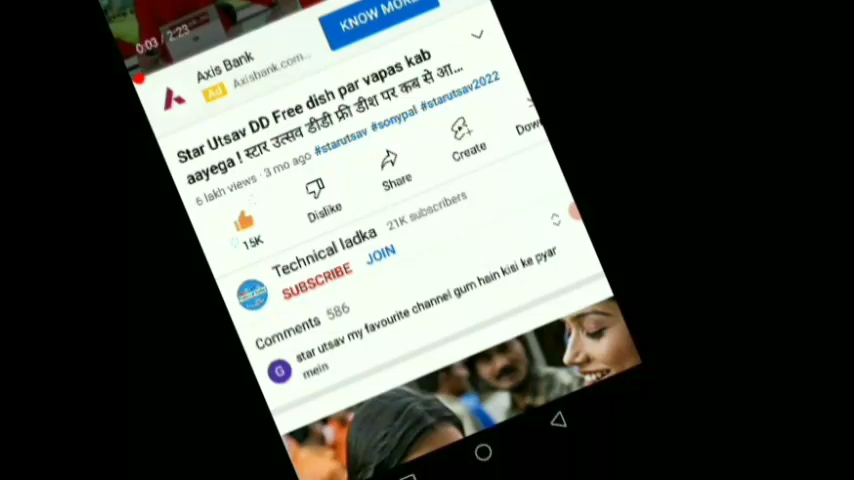 0:03 / 2:23
KNOW MORE
Axis Bank
Ad Axisbank.com...
Star Utsav DD Free dish par vapas kab
aayega ! स्टार उत्सव डीडी फ्री डीश पर कब से आ...
6 lakh views · 3 mo ago #starutsav #sonypal #starutsav2022
15K
Dislike
Share
Create
Dow
Technical ladka 21K subscribers
SUBSCRIBE JOIN
Comments 586
G
star utsav my favourite channel gum hain kisi ke pyar
mein